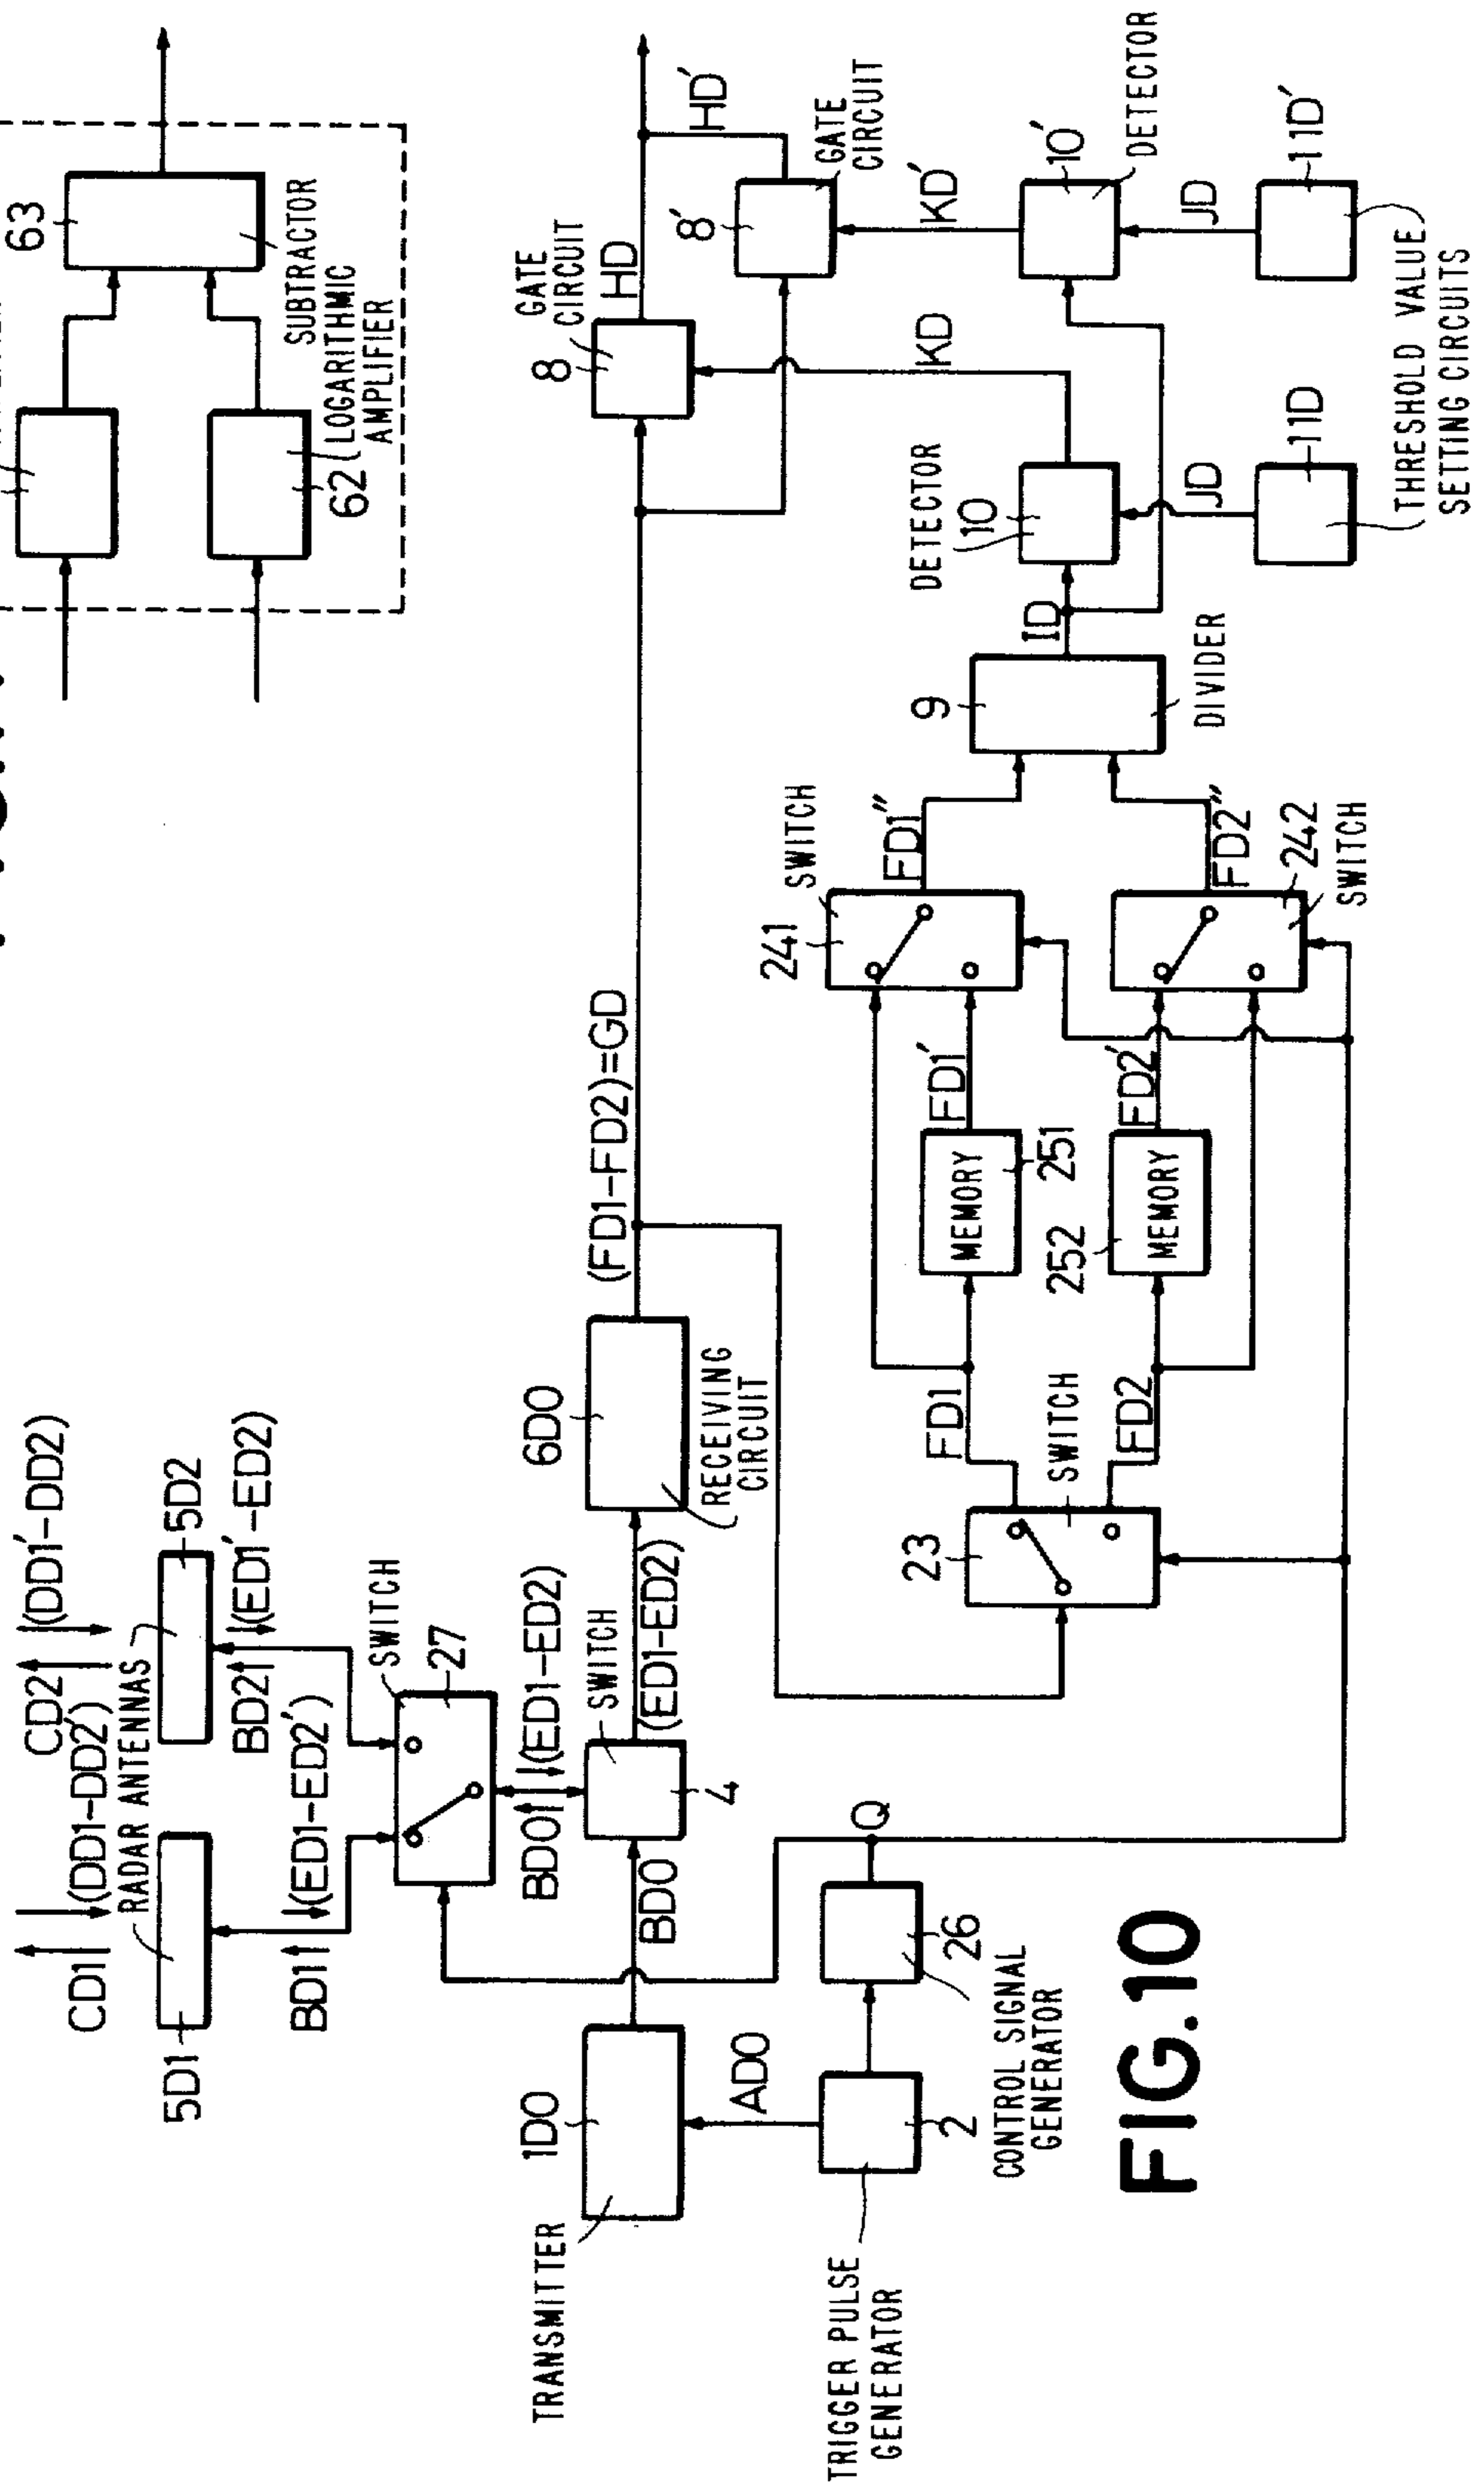 63
SUBTRACTOR
62
LOGARITHMIC
AMPLIFIER
CD1
(DD1-DD2')
CD2
(DD1'-DD2)
RADAR ANTENNAS
5D1
5D2
BD1
(ED1-ED2')
BD2
(ED1'-ED2)
SWITCH
27
BD0
(ED1-ED2)
SWITCH
4
TRANSMITTER
1D0
BD0
(ED1-ED2)
6D0
RECEIVING
CIRCUIT
(FD1-FD2)=GD
8
GATE
CIRCUIT
HD
HD'
8'
GATE
CIRCUIT
AD0
TRIGGER PULSE
GENERATOR
2
26
CONTROL SIGNAL
GENERATOR
Q
23
SWITCH
FD1
FD2
MEMORY
251
252
MEMORY
FD1'
FD2'
241
SWITCH
242
SWITCH
FD1"
FD2"
9
DIVIDER
ID
DETECTOR
10
KD
KD'
10'
DETECTOR
JD
JD
11D
11D'
THRESHOLD VALUE
SETTING CIRCUITS
FIG.10